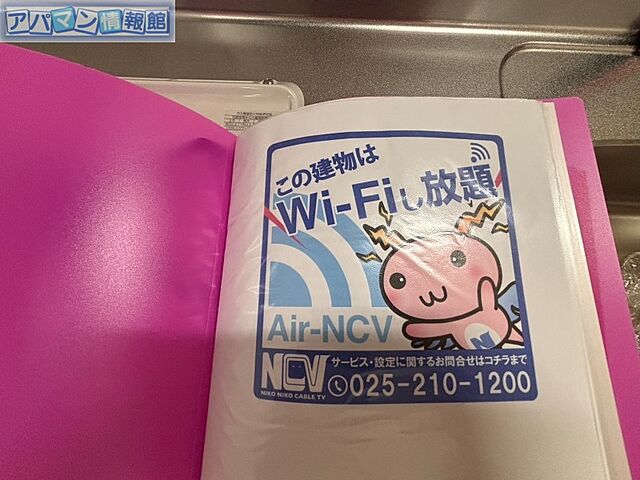 アパマン情報館
この建物は
Wi-Fiし放題
Air-NCV
N
NCV
NIKO NIKO CABLE TV
サービス・設定に関するお問合せはコチラまで
025-210-1200